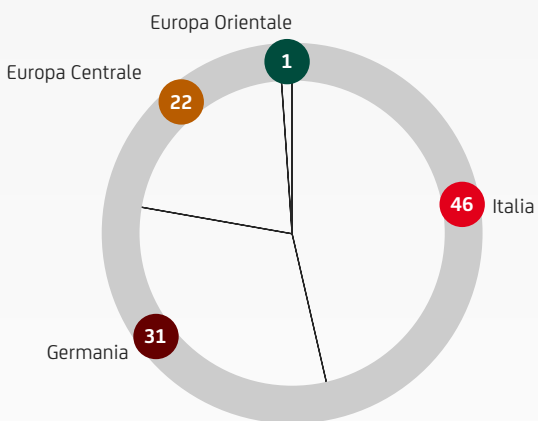 Europa Orientale
1
Europa Centrale
22
46
Italia
31
Germania